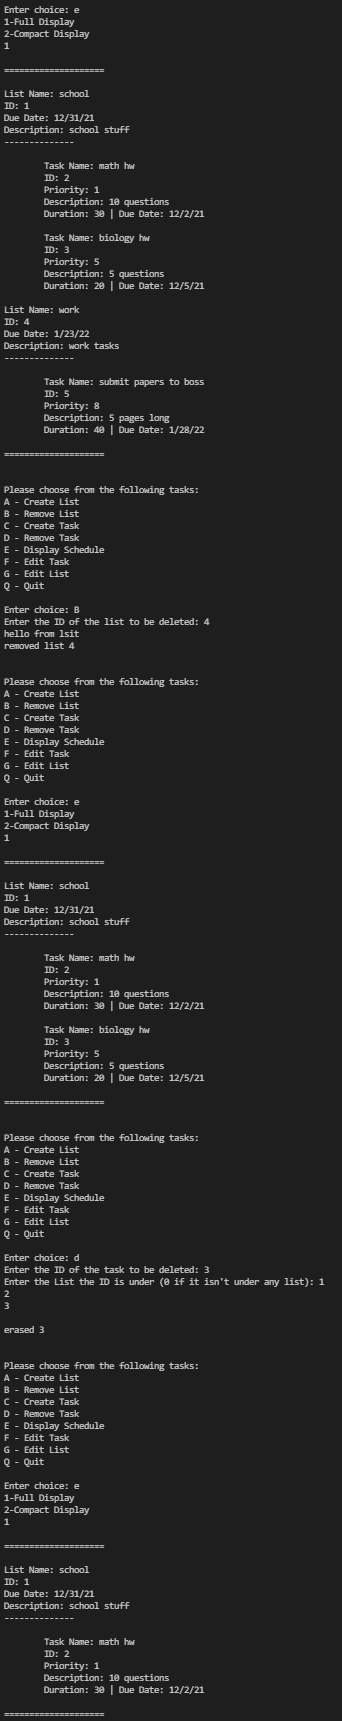 Enter choice: e
1-Full Display
2-Compact Display
1

====================

List Name: school
ID: 1
Due Date: 12/31/21
Description: school stuff
--------------

        Task Name: math hw
        ID: 2
        Priority: 1
        Description: 10 questions
        Duration: 30 | Due Date: 12/2/21

        Task Name: biology hw
        ID: 3
        Priority: 5
        Description: 5 questions
        Duration: 20 | Due Date: 12/5/21

List Name: work
ID: 4
Due Date: 1/23/22
Description: work tasks
--------------

        Task Name: submit papers to boss
        ID: 5
        Priority: 8
        Description: 5 pages long
        Duration: 40 | Due Date: 1/28/22

====================


Please choose from the following tasks:
A - Create List
B - Remove List
C - Create Task
D - Remove Task
E - Display Schedule
F - Edit Task
G - Edit List
Q - Quit

Enter choice: B
Enter the ID of the list to be deleted: 4
hello from lsit
removed list 4


Please choose from the following tasks:
A - Create List
B - Remove List
C - Create Task
D - Remove Task
E - Display Schedule
F - Edit Task
G - Edit List
Q - Quit

Enter choice: e
1-Full Display
2-Compact Display
1

====================

List Name: school
ID: 1
Due Date: 12/31/21
Description: school stuff
--------------

        Task Name: math hw
        ID: 2
        Priority: 1
        Description: 10 questions
        Duration: 30 | Due Date: 12/2/21

        Task Name: biology hw
        ID: 3
        Priority: 5
        Description: 5 questions
        Duration: 20 | Due Date: 12/5/21

====================


Please choose from the following tasks:
A - Create List
B - Remove List
C - Create Task
D - Remove Task
E - Display Schedule
F - Edit Task
G - Edit List
Q - Quit

Enter choice: d
Enter the ID of the task to be deleted: 3
Enter the List the ID is under (0 if it isn't under any list): 1
2
3

erased 3


Please choose from the following tasks:
A - Create List
B - Remove List
C - Create Task
D - Remove Task
E - Display Schedule
F - Edit Task
G - Edit List
Q - Quit

Enter choice: e
1-Full Display
2-Compact Display
1

====================

List Name: school
ID: 1
Due Date: 12/31/21
Description: school stuff
--------------

        Task Name: math hw
        ID: 2
        Priority: 1
        Description: 10 questions
        Duration: 30 | Due Date: 12/2/21

====================